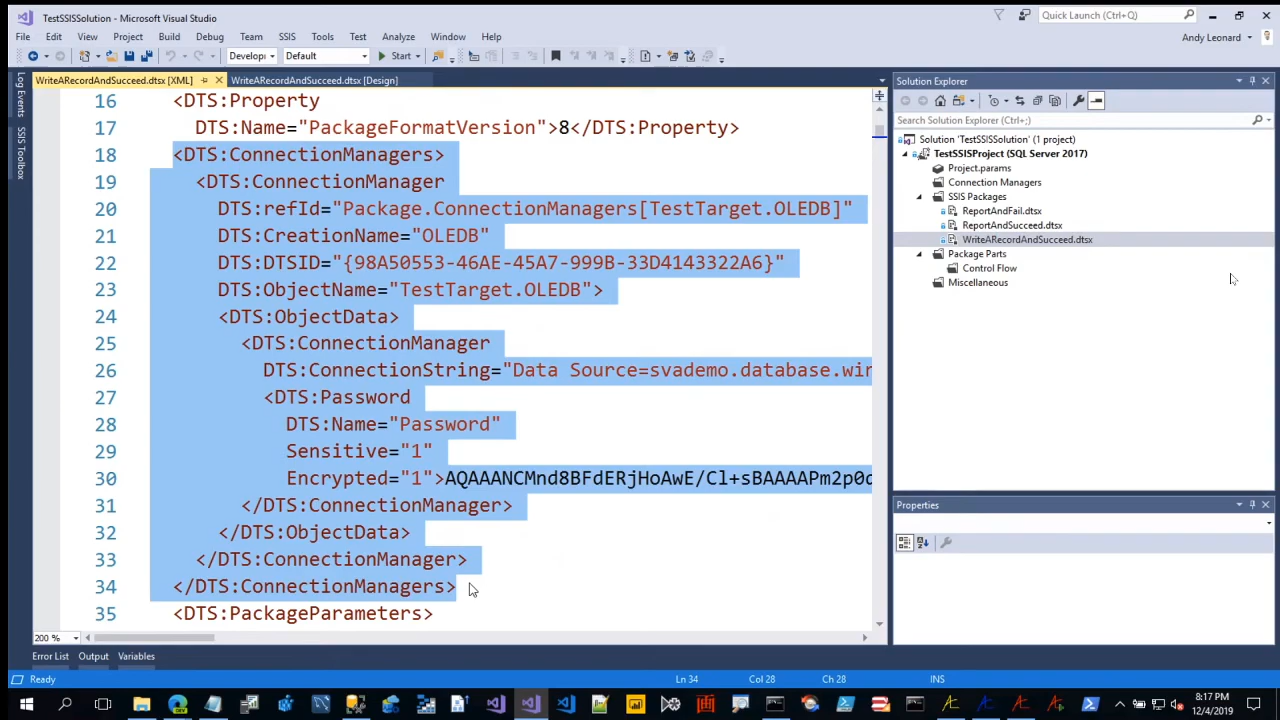 TestSSISSolution - Microsoft Visual Studio
Quick Launch (Ctrl+Q)
File Edit View Project Build Debug Team SSIS Tools Test Analyze Window Help
Andy Leonard
Develop Default Start
Log Events
SSIS Toolbox
WriteARecordAndSucceed.dtsx [XML]
WriteARecordAndSucceed.dtsx [Design]
16 <DTS:Property
17 DTS:Name="PackageFormatVersion">8</DTS:Property>
18 <DTS:ConnectionManagers>
19 <DTS:ConnectionManager
20 DTS:refId="Package.ConnectionManagers[TestTarget.OLEDB]"
21 DTS:CreationName="OLEDB"
22 DTS:DTSID="{98A50553-46AE-45A7-999B-33D4143322A6}"
23 DTS:ObjectName="TestTarget.OLEDB">
24 <DTS:ObjectData>
25 <DTS:ConnectionManager
26 DTS:ConnectionString="Data Source=svademo.database.win
27 <DTS:Password
28 DTS:Name="Password"
29 Sensitive="1"
30 Encrypted="1">AQAAANCMnd8BFdERjHoAwE/Cl+sBAAAAPm2p0
31 </DTS:ConnectionManager>
32 </DTS:ObjectData>
33 </DTS:ConnectionManager>
34 </DTS:ConnectionManagers>
35 <DTS:PackageParameters>
200 %
Solution Explorer
Search Solution Explorer (Ctrl+;)
Solution 'TestSSISSolution' (1 project)
TestSSISProject (SQL Server 2017)
Project.params
Connection Managers
SSIS Packages
ReportAndFail.dtsx
ReportAndSucceed.dtsx
WriteARecordAndSucceed.dtsx
Package Parts
Control Flow
Miscellaneous
Properties
Error List Output Variables
Ready Ln 34 Col 28 Ch 28 INS
8:17 PM
12/4/2019